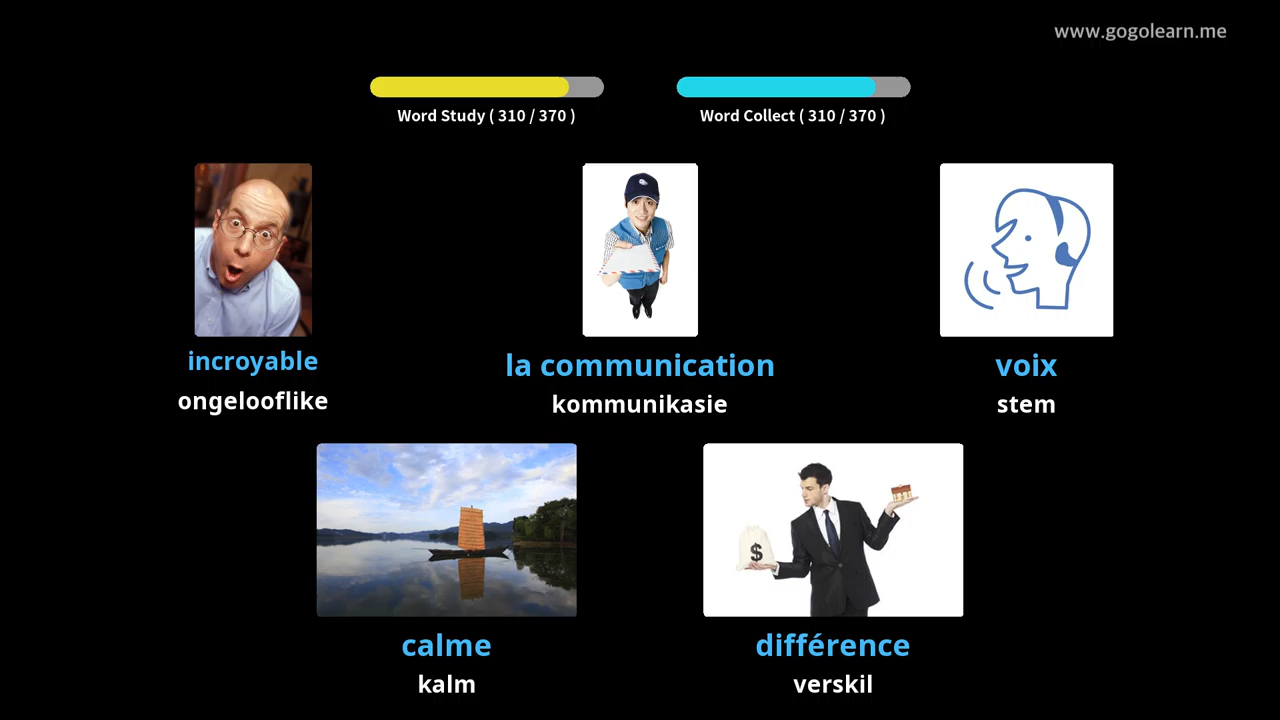 www.gogolearn.me
Word Study ( 310 / 370 )
Word Collect ( 310 / 370 )
incroyable
ongelooflike
la communication
kommunikasie
voix
stem
$
calme
kalm
différence
verskil